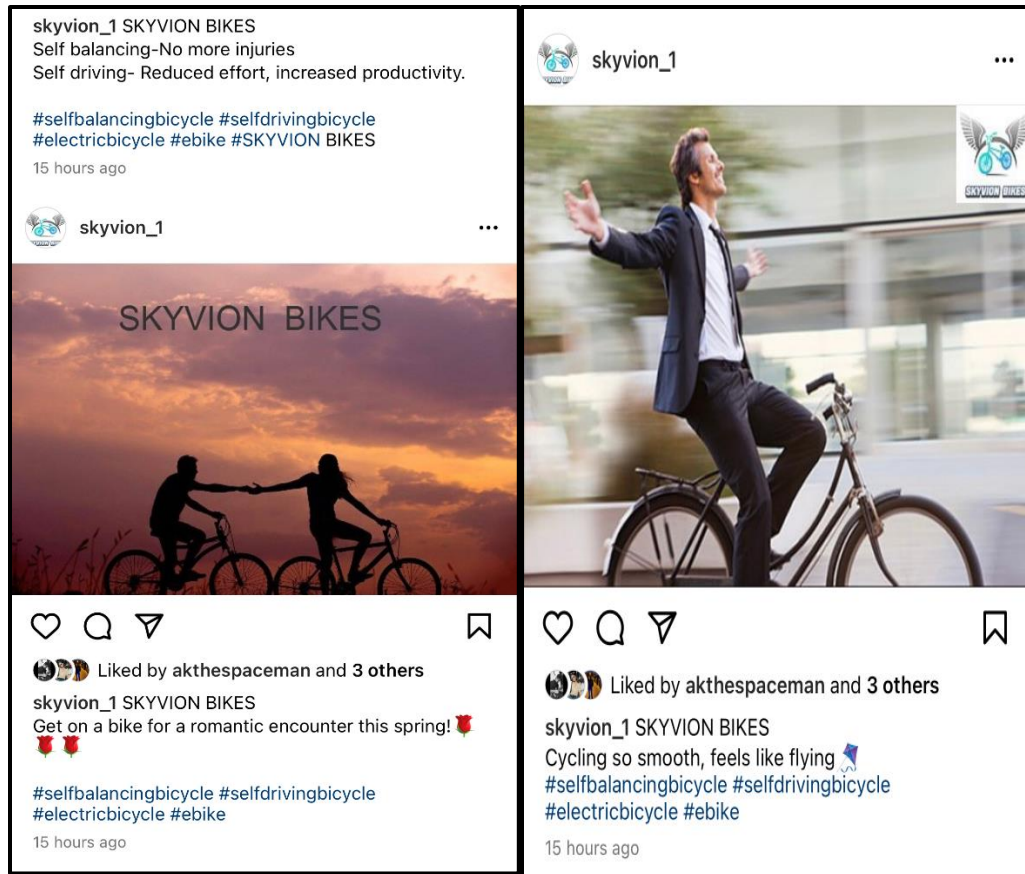 skyvion_1 SKYVION BIKES
Self balancing-No more injuries
Self driving- Reduced effort, increased productivity.
#selfbalancingbicycle #selfdrivingbicycle
#electricbicycle #ebike #SKYVION BIKES
15 hours ago
skyvion_1
SKYVION BIKES
Liked by akthespaceman and 3 others
skyvion_1 SKYVION BIKES
Get on a bike for a romantic encounter this spring!🌹
🌹🌹
#selfbalancingbicycle #selfdrivingbicycle
#electricbicycle #ebike
15 hours ago
skyvion_1
SKYVION BIKES
Liked by akthespaceman and 3 others
skyvion_1 SKYVION BIKES
Cycling so smooth, feels like flying 🪁
#selfbalancingbicycle #selfdrivingbicycle
#electricbicycle #ebike
15 hours ago